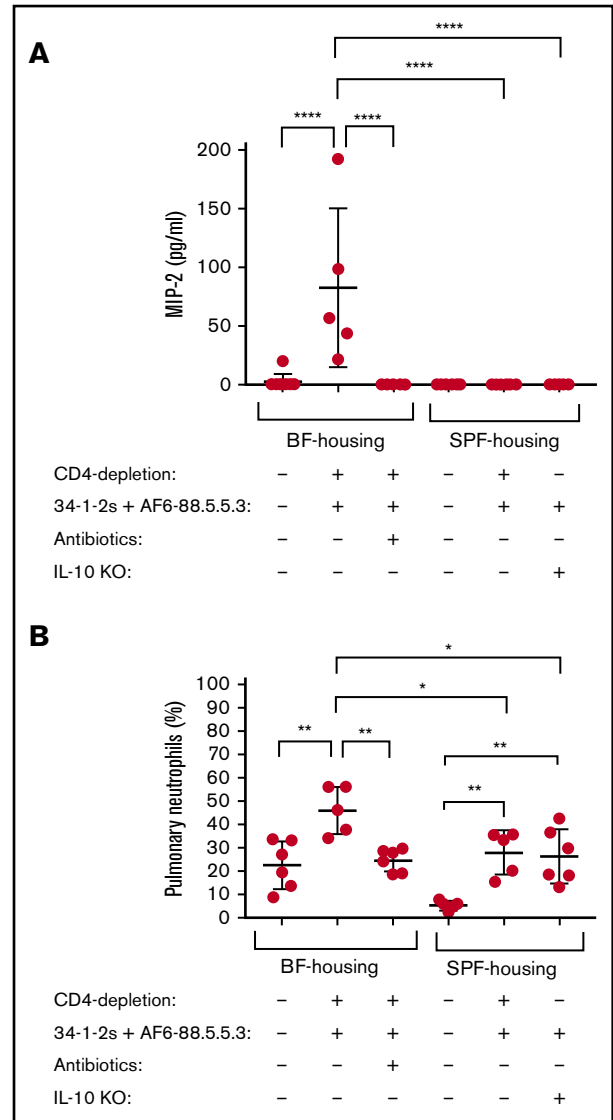 A
****
****
**** ****
200
150
100
50
0
MIP-2 (pg/ml)
BF-housing SPF-housing
CD4-depletion: – + + – + –
34-1-2s + AF6-88.5.5.3: – + + – + +
Antibiotics: – – + – – –
IL-10 KO: – – – – – +
B
*
*
** ** **
**
100
90
80
70
60
50
40
30
20
10
0
Pulmonary neutrophils (%)
BF-housing SPF-housing
CD4-depletion: – + + – + –
34-1-2s + AF6-88.5.5.3: – + + – + +
Antibiotics: – – + – – –
IL-10 KO: – – – – – +